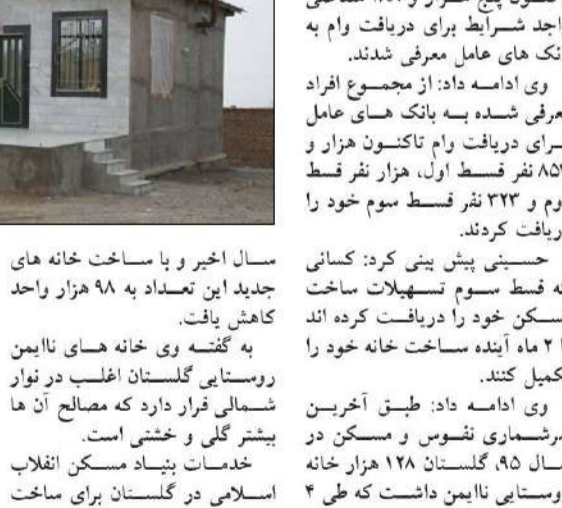 واجد شرایط برای دریافت وام به
بانک های عامل معرفی شدند.
وی ادامه داد: از مجموع افراد
معرفی شده به بانک های عامل
برای دریافت وام تاکنون هزار و
نفر قسط اول، هزار نفر قسط
دوم و ۳۲۳ نفر قسط سوم خود را
دریافت کردند.
حسینی پیش بینی کرد: کسانی
که قسط سوم تسهیلات ساخت
مسکن خود را دریافت کرده اند
تا ۲ ماه آینده ساخت خانه خود را
تکمیل کنند.
وی ادامه داد: طبق آخرین
سرشماری نفوس و مسکن در
سال ۹۵، گلستان ۱۲۸ هزار خانه
روستایی ناایمن داشت که طی ۴
سال اخیر و با ساخت خانه های
جدید این تعداد به ۹۸ هزار واحد
کاهش یافت.
به گفته وی خانه های ناایمن
روستایی گلستان اغلب در نوار
شمالی قرار دارد که مصالح آن ها
بیشتر گلی و خشتی است.
خدمات بنیاد مسکن انقلاب
اسلامی در گلستان برای ساخت